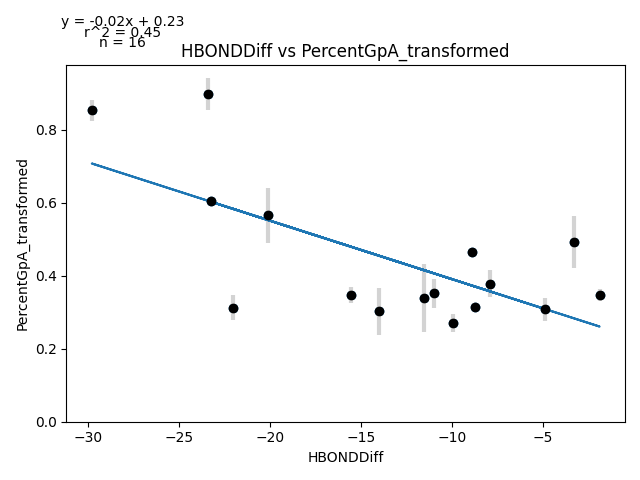 y = -0.02x + 0.23
r^2 = 0.45
n = 16
HBONDDiff vs PercentGpA_transformed
PercentGpA_transformed
0.8
0.6
0.4
0.2
0.0
−30
−25
−20
−15
−10
−5
HBONDDiff